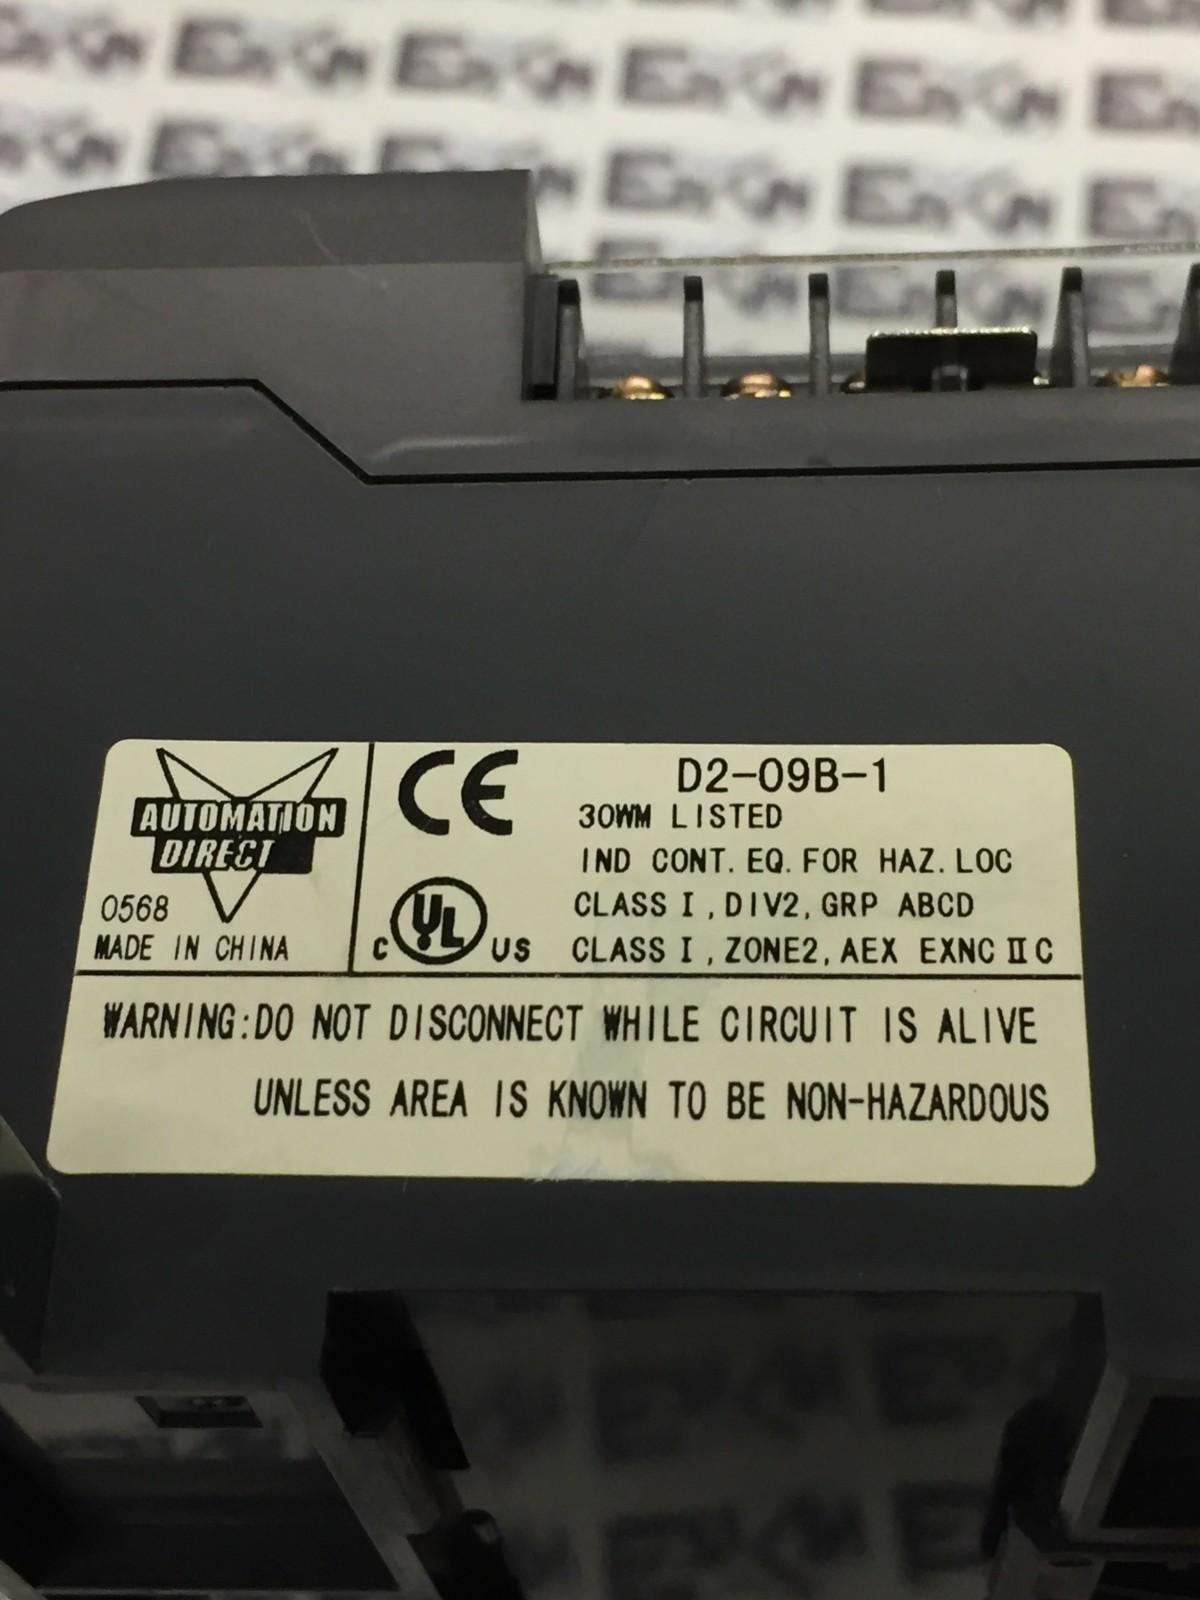 AUTOMATION
DIRECT
0568
MADE IN CHINA
CE
C UL US
D2-09B-1
30WM LISTED
IND CONT. EQ. FOR HAZ. LOC
CLASS I, DIV2, GRP ABCD
CLASS I, ZONE2, AEX EXNC II C
WARNING:DO NOT DISCONNECT WHILE CIRCUIT IS ALIVE
UNLESS AREA IS KNOWN TO BE NON-HAZARDOUS